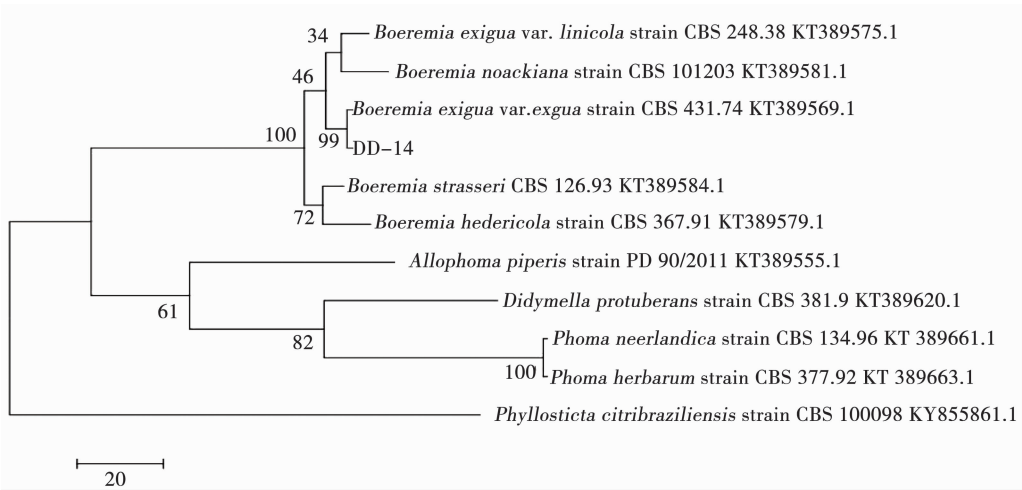 34
Boeremia exigua var. linicola strain CBS 248.38 KT389575.1
46
Boeremia noackiana strain CBS 101203 KT389581.1
Boeremia exigua var.exgua strain CBS 431.74 KT389569.1
100
99
DD-14
Boeremia strasseri CBS 126.93 KT389584.1
72
Boeremia hedericola strain CBS 367.91 KT389579.1
Allophoma piperis strain PD 90/2011 KT389555.1
61
Didymella protuberans strain CBS 381.9 KT389620.1
82
Phoma neerlandica strain CBS 134.96 KT 389661.1
100
Phoma herbarum strain CBS 377.92 KT 389663.1
Phyllosticta citribraziliensis strain CBS 100098 KY855861.1
20